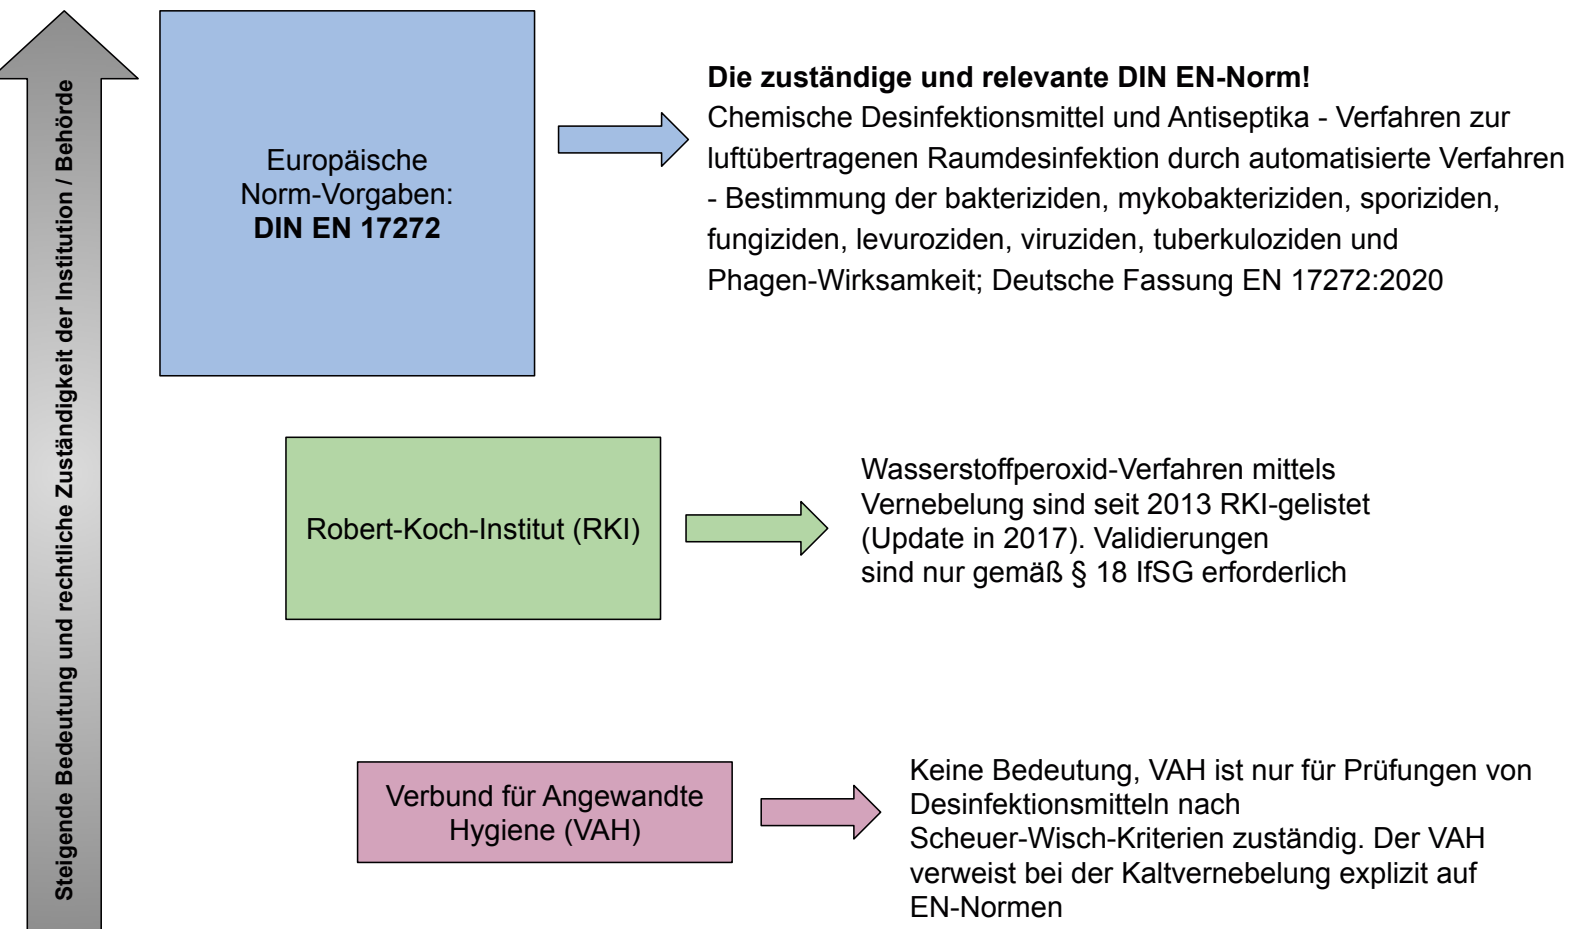 Steigende Bedeutung und rechtliche Zuständigkeit der Institution / Behörde
Europäische
Norm-Vorgaben:
DIN EN 17272
Die zuständige und relevante DIN EN-Norm!
Chemische Desinfektionsmittel und Antiseptika - Verfahren zur
luftübertragenen Raumdesinfektion durch automatisierte Verfahren
- Bestimmung der bakteriziden, mykobakteriziden, sporiziden,
fungiziden, levuroziden, viruziden, tuberkuloziden und
Phagen-Wirksamkeit; Deutsche Fassung EN 17272:2020
Robert-Koch-Institut (RKI)
Wasserstoffperoxid-Verfahren mittels
Vernebelung sind seit 2013 RKI-gelistet
(Update in 2017). Validierungen
sind nur gemäß § 18 IfSG erforderlich
Verbund für Angewandte
Hygiene (VAH)
Keine Bedeutung, VAH ist nur für Prüfungen von
Desinfektionsmitteln nach
Scheuer-Wisch-Kriterien zuständig. Der VAH
verweist bei der Kaltvernebelung explizit auf
EN-Normen